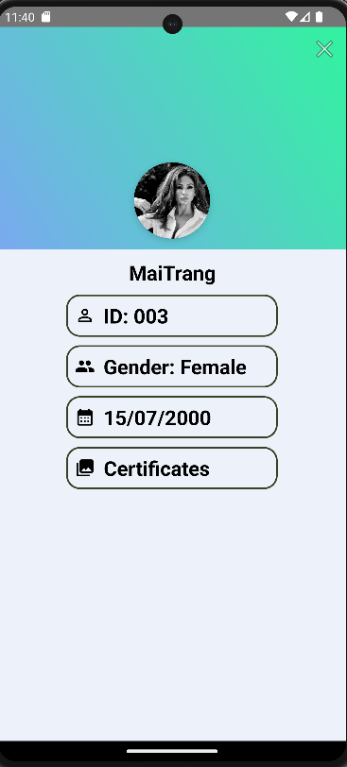 11:40
MaiTrang
ID: 003
Gender: Female
15/07/2000
Certificates